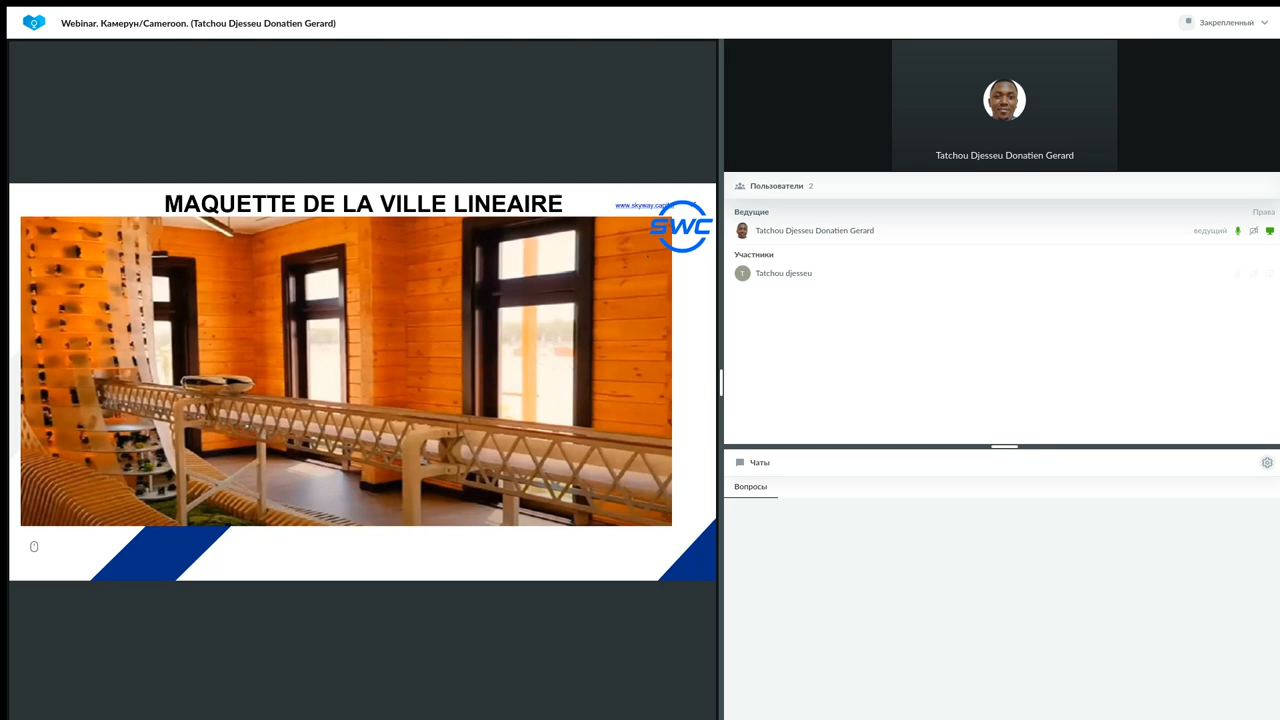 Webinar. Камерун/Cameroon. (Tatchou Djesseu Donatien Gerard)
Закрепленный
MAQUETTE DE LA VILLE LINEAIRE
SWC
Tatchou Djesseu Donatien Gerard
Пользователи 2
Ведущие Права
Tatchou Djesseu Donatien Gerard ведущий
Участники
T Tatchou djesseu
Чаты
Вопросы